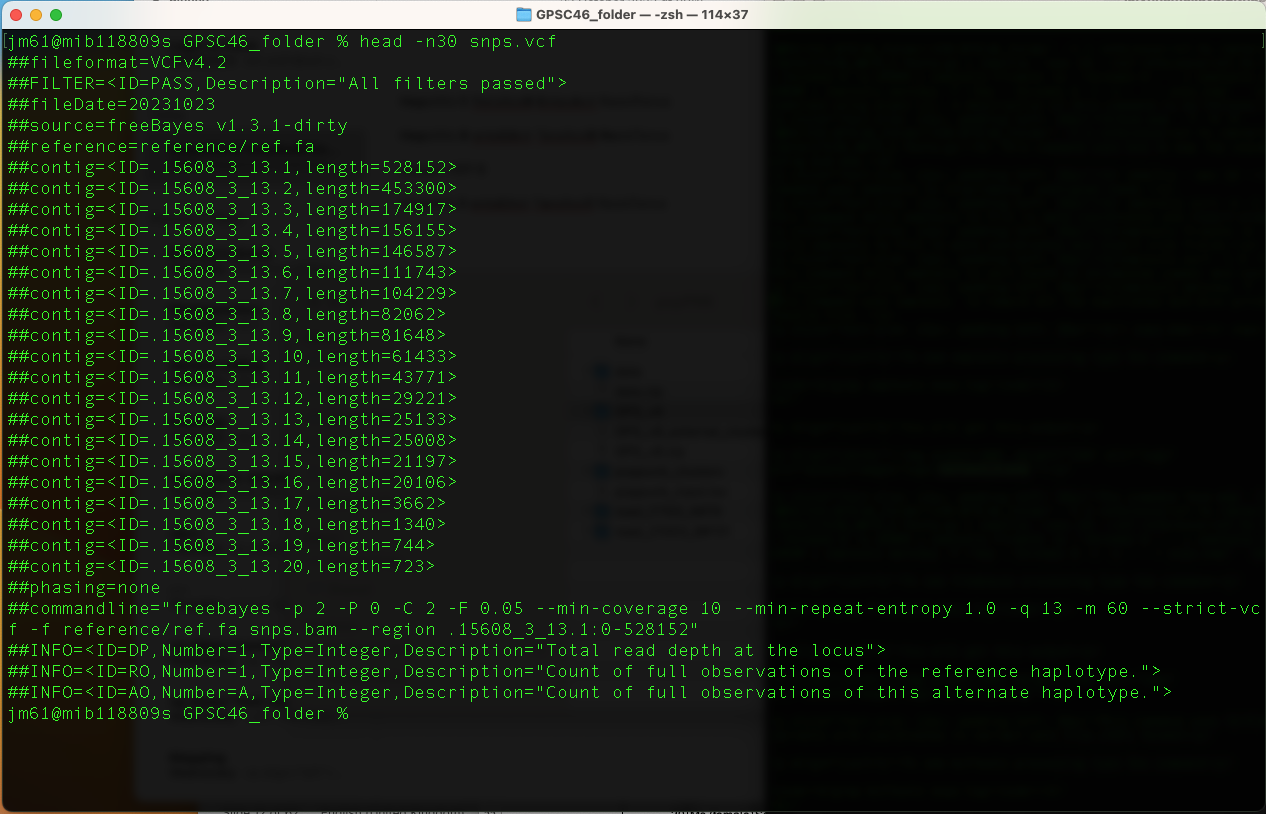 GPSC46_folder — -zsh — 114×37
[jm61@mib118809s GPSC46_folder % head -n30 snps.vcf ]
##fileformat=VCFv4.2
##FILTER=<ID=PASS,Description="All filters passed">
##fileDate=20231023
##source=freeBayes v1.3.1-dirty
##reference=reference/ref.fa
##contig=<ID=.15608_3_13.1,length=528152>
##contig=<ID=.15608_3_13.2,length=453300>
##contig=<ID=.15608_3_13.3,length=174917>
##contig=<ID=.15608_3_13.4,length=156155>
##contig=<ID=.15608_3_13.5,length=146587>
##contig=<ID=.15608_3_13.6,length=111743>
##contig=<ID=.15608_3_13.7,length=104229>
##contig=<ID=.15608_3_13.8,length=82062>
##contig=<ID=.15608_3_13.9,length=81648>
##contig=<ID=.15608_3_13.10,length=61433>
##contig=<ID=.15608_3_13.11,length=43771>
##contig=<ID=.15608_3_13.12,length=29221>
##contig=<ID=.15608_3_13.13,length=25133>
##contig=<ID=.15608_3_13.14,length=25008>
##contig=<ID=.15608_3_13.15,length=21197>
##contig=<ID=.15608_3_13.16,length=20106>
##contig=<ID=.15608_3_13.17,length=3662>
##contig=<ID=.15608_3_13.18,length=1340>
##contig=<ID=.15608_3_13.19,length=744>
##contig=<ID=.15608_3_13.20,length=723>
##phasing=none
##commandline="freebayes -p 2 -P 0 -C 2 -F 0.05 --min-coverage 10 --min-repeat-entropy 1.0 -q 13 -m 60 --strict-vc
f -f reference/ref.fa snps.bam --region .15608_3_13.1:0-528152"
##INFO=<ID=DP,Number=1,Type=Integer,Description="Total read depth at the locus">
##INFO=<ID=RO,Number=1,Type=Integer,Description="Count of full observations of the reference haplotype.">
##INFO=<ID=AO,Number=A,Type=Integer,Description="Count of full observations of this alternate haplotype.">
jm61@mib118809s GPSC46_folder %